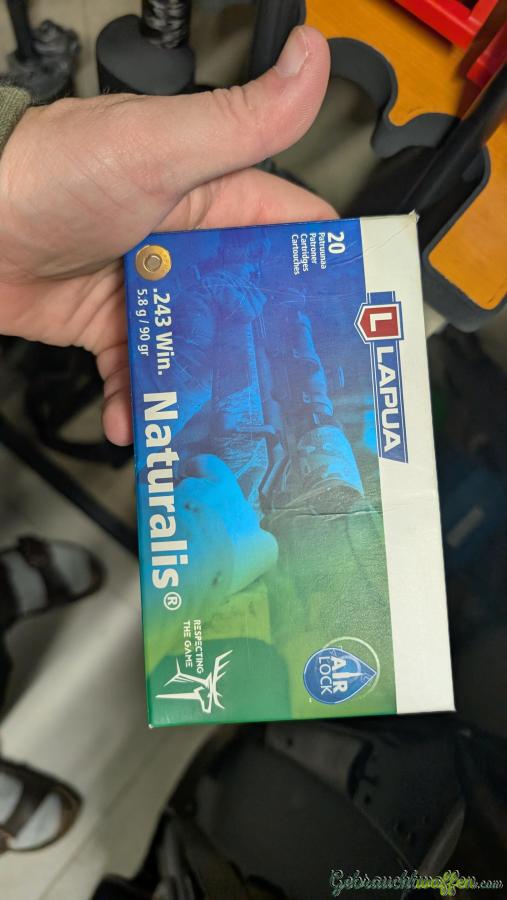 20
Patruunaa
Patroner
Cartridges
Cartouches
L LAPUA
.243 Win.
5.8 g / 90 gr
Naturalis®
RESPECTING
THE GAME
AIR
LOCK
Gebrauchtwaffen.com